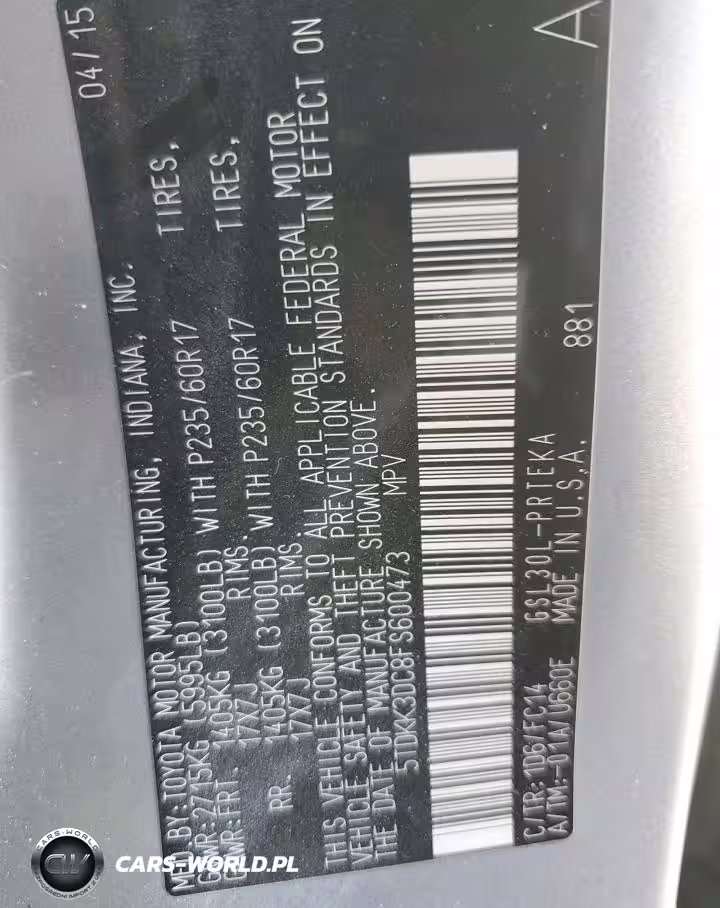 MFD. BY: TOYOTA MOTOR MANUFACTURING, INDIANA, INC. 04/15
GVWR: 2715KG (5995LB)
GAWR: FRT. 1405KG (3100LB) WITH P235/60R17 TIRES,
17X7J RIMS.
RR. 1405KG (3100LB) WITH P235/60R17 TIRES,
17X7J RIMS
THIS VEHICLE CONFORMS TO ALL APPLICABLE FEDERAL MOTOR
VEHICLE SAFETY AND THEFT PREVENTION STANDARDS IN EFFECT ON
THE DATE OF MANUFACTURE SHOWN ABOVE.
5TDKK3DC8FS600473 MPV
C/TR: 1D6/FC14 GSL30L-PRTEKA
A/TM: -01A/U660E MADE IN U.S.A. 881 A
CARS-WORLD
CW
CARS-WORLD.PL